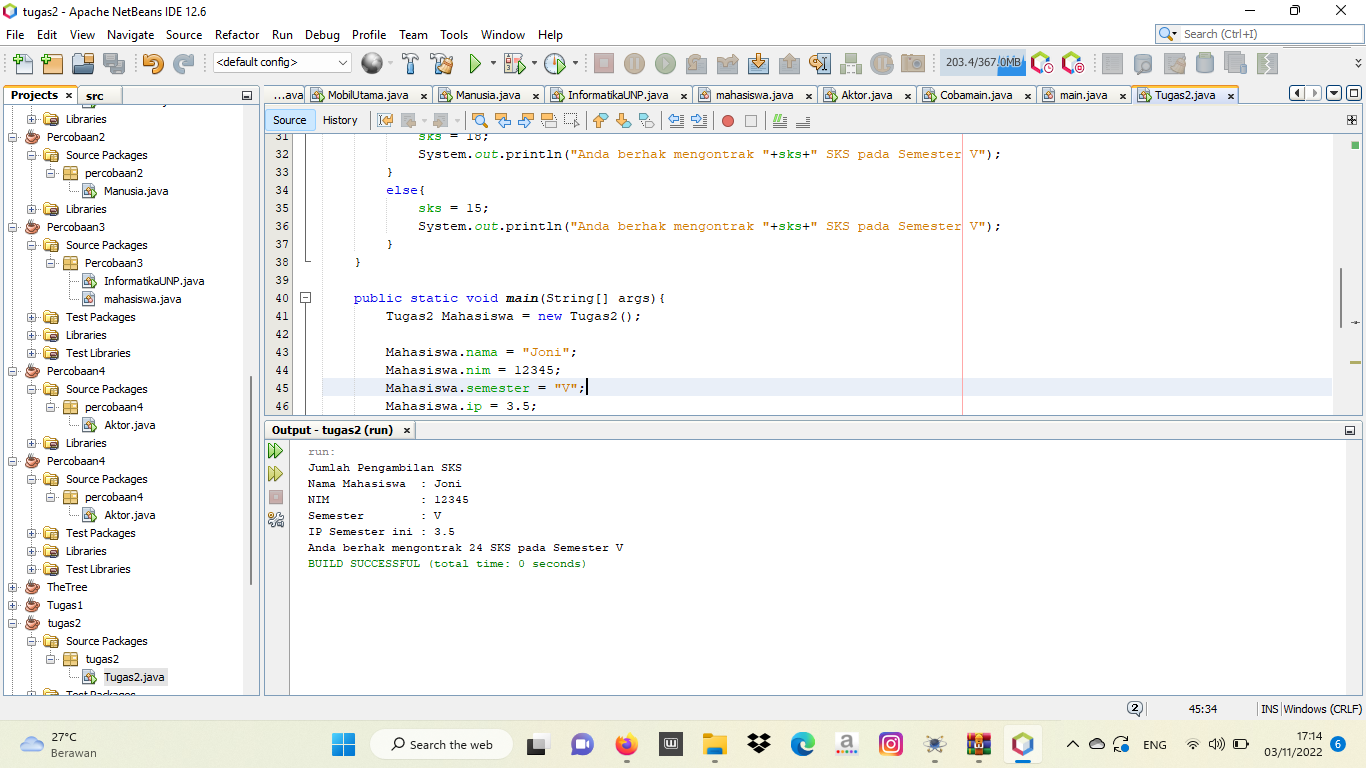 tugas2 - Apache NetBeans IDE 12.6
File Edit View Navigate Source Refactor Run Debug Profile Team Tools Window Help
Search (Ctrl+I)
<default config>
203.4/367.0MB
Projects × src
...ava MobilUtama.java × Manusia.java × InformatikaUNP.java × mahasiswa.java × Aktor.java × Cobamain.java × main.java × Tugas2.java ×
Source History
Libraries
Percobaan2
Source Packages
percobaan2
Manusia.java
Libraries
Percobaan3
Source Packages
Percobaan3
InformatikaUNP.java
mahasiswa.java
Test Packages
Libraries
Test Libraries
Percobaan4
Source Packages
percobaan4
Aktor.java
Libraries
Percobaan4
Source Packages
percobaan4
Aktor.java
Test Packages
Libraries
Test Libraries
TheTree
Tugas1
tugas2
Source Packages
tugas2
Tugas2.java
Test Packages
31 sks = 18;
32 System.out.println("Anda berhak mengontrak "+sks+" SKS pada Semester V");
33 }
34 else{
35 sks = 15;
36 System.out.println("Anda berhak mengontrak "+sks+" SKS pada Semester V");
37 }
38 }
39
40 public static void main(String[] args){
41 Tugas2 Mahasiswa = new Tugas2();
42
43 Mahasiswa.nama = "Joni";
44 Mahasiswa.nim = 12345;
45 Mahasiswa.semester = "V";
46 Mahasiswa.ip = 3.5;
Output - tugas2 (run) ×
run:
Jumlah Pengambilan SKS
Nama Mahasiswa : Joni
NIM : 12345
Semester : V
IP Semester ini : 3.5
Anda berhak mengontrak 24 SKS pada Semester V
BUILD SUCCESSFUL (total time: 0 seconds)
2 45:34 INS Windows (CRLF)
27°C
Berawan
Search the web
ENG
17:14
03/11/2022
6